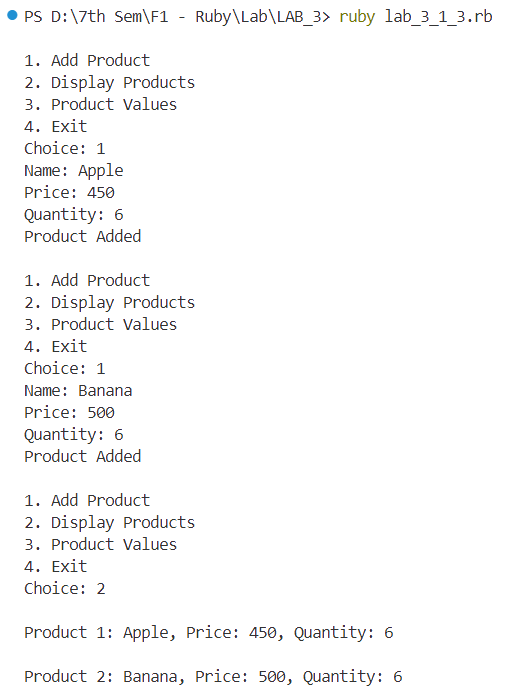 PS D:\7th Sem\F1 - Ruby\Lab\LAB_3> ruby lab_3_1_3.rb
1. Add Product
2. Display Products
3. Product Values
4. Exit
Choice: 1
Name: Apple
Price: 450
Quantity: 6
Product Added
1. Add Product
2. Display Products
3. Product Values
4. Exit
Choice: 1
Name: Banana
Price: 500
Quantity: 6
Product Added
1. Add Product
2. Display Products
3. Product Values
4. Exit
Choice: 2
Product 1: Apple, Price: 450, Quantity: 6
Product 2: Banana, Price: 500, Quantity: 6